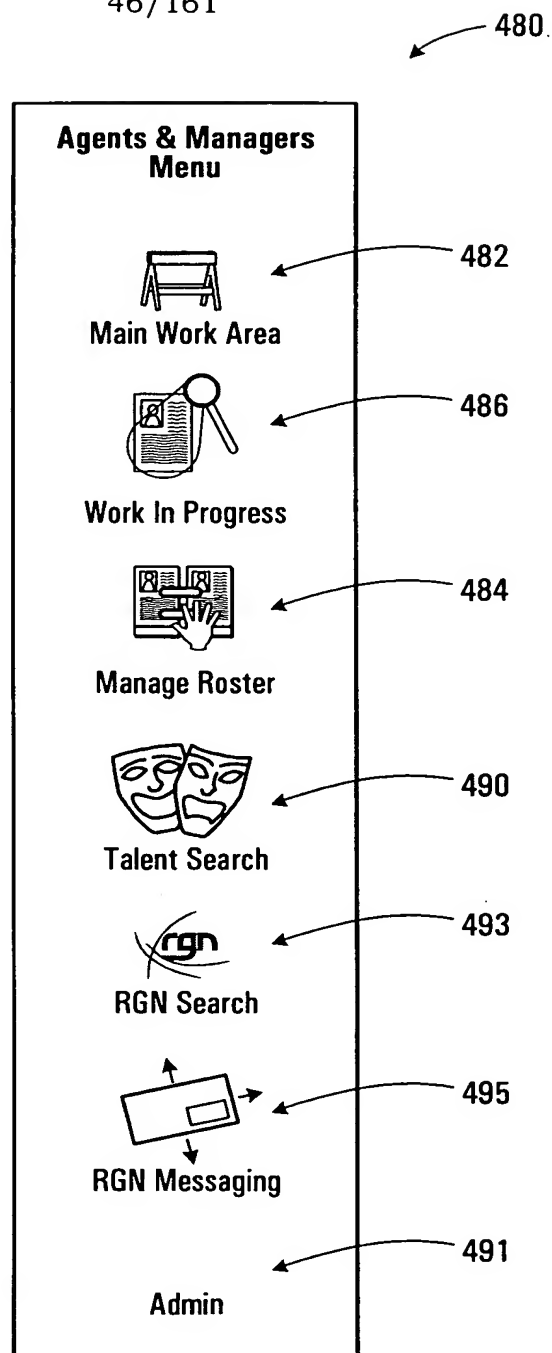 46/161
480
Agents & Managers
Menu
482
Main Work Area
486
Work In Progress
484
Manage Roster
490
Talent Search
493
rgn
RGN Search
495
RGN Messaging
491
Admin